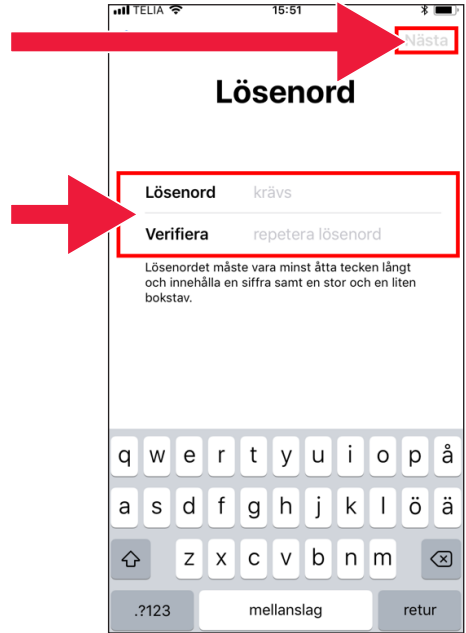 TELIA 15:51
Nästa
Lösenord
Lösenord krävs
Verifiera repetera lösenord
Lösenordet måste vara minst åtta tecken långt
och innehålla en siffra samt en stor och en liten
bokstav.
q w e r t y u i o p å
a s d f g h j k l ö ä
z x c v b n m
.?123 mellanslag retur